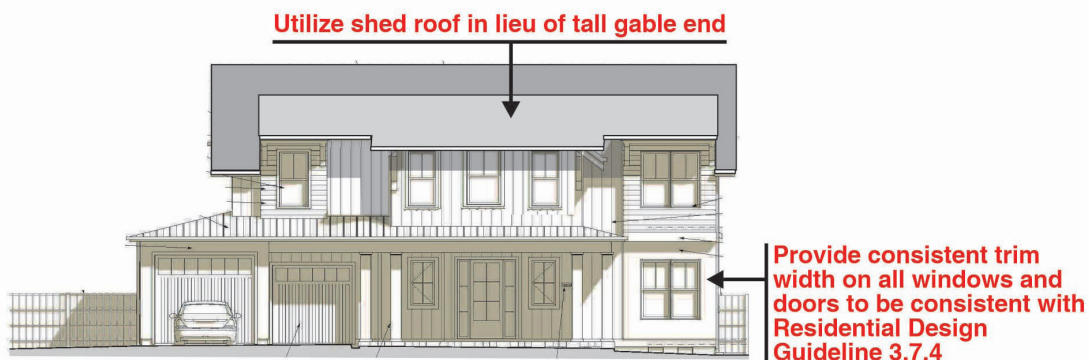 Utilize shed roof in lieu of tall gable end
Provide consistent trim
width on all windows and
doors to be consistent with
Residential Design
Guideline 3.7.4